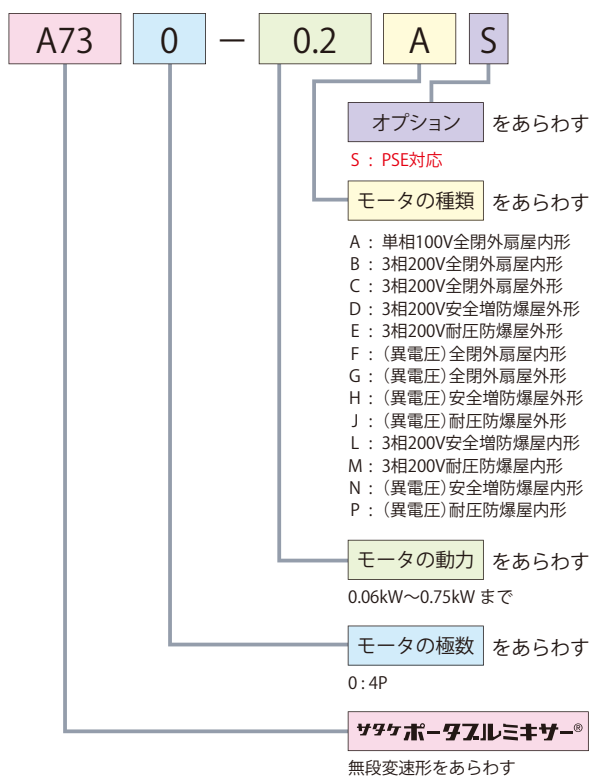 A73 0 － 0.2 A S
オプション をあらわす
S : PSE対応
モータの種類 をあらわす
A : 単相100V全閉外扇屋内形
B : 3相200V全閉外扇屋内形
C : 3相200V全閉外扇屋外形
D : 3相200V安全増防爆屋外形
E : 3相200V耐圧防爆屋外形
F : (異電圧)全閉外扇屋内形
G : (異電圧)全閉外扇屋外形
H : (異電圧)安全増防爆屋外形
J : (異電圧)耐圧防爆屋外形
L : 3相200V安全増防爆屋内形
M : 3相200V耐圧防爆屋内形
N : (異電圧)安全増防爆屋内形
P : (異電圧)耐圧防爆屋内形
モータの動力 をあらわす
0.06kW～0.75kW まで
モータの極数 をあらわす
0 : 4P
サタケポータブルミキサー®
無段変速形をあらわす